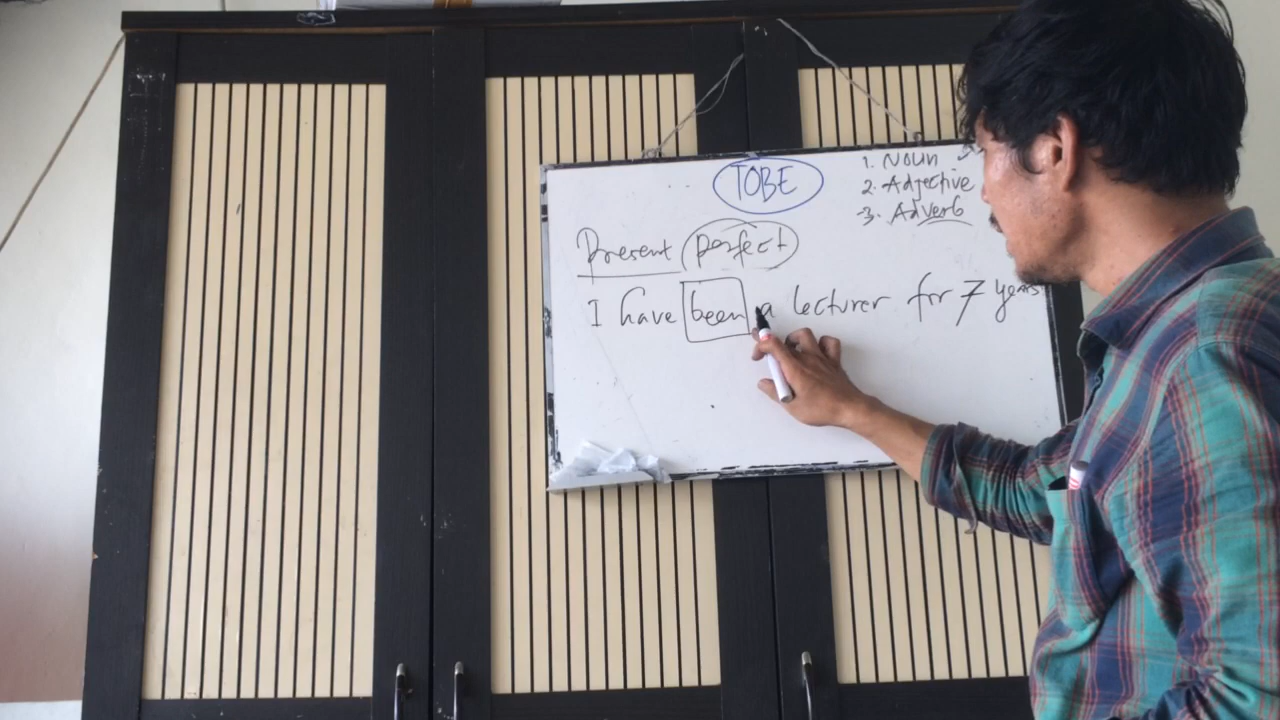 TOBE
1. Noun
2. Adjective
3. Adverb
Present perfect
I have been a lecturer for 7 years